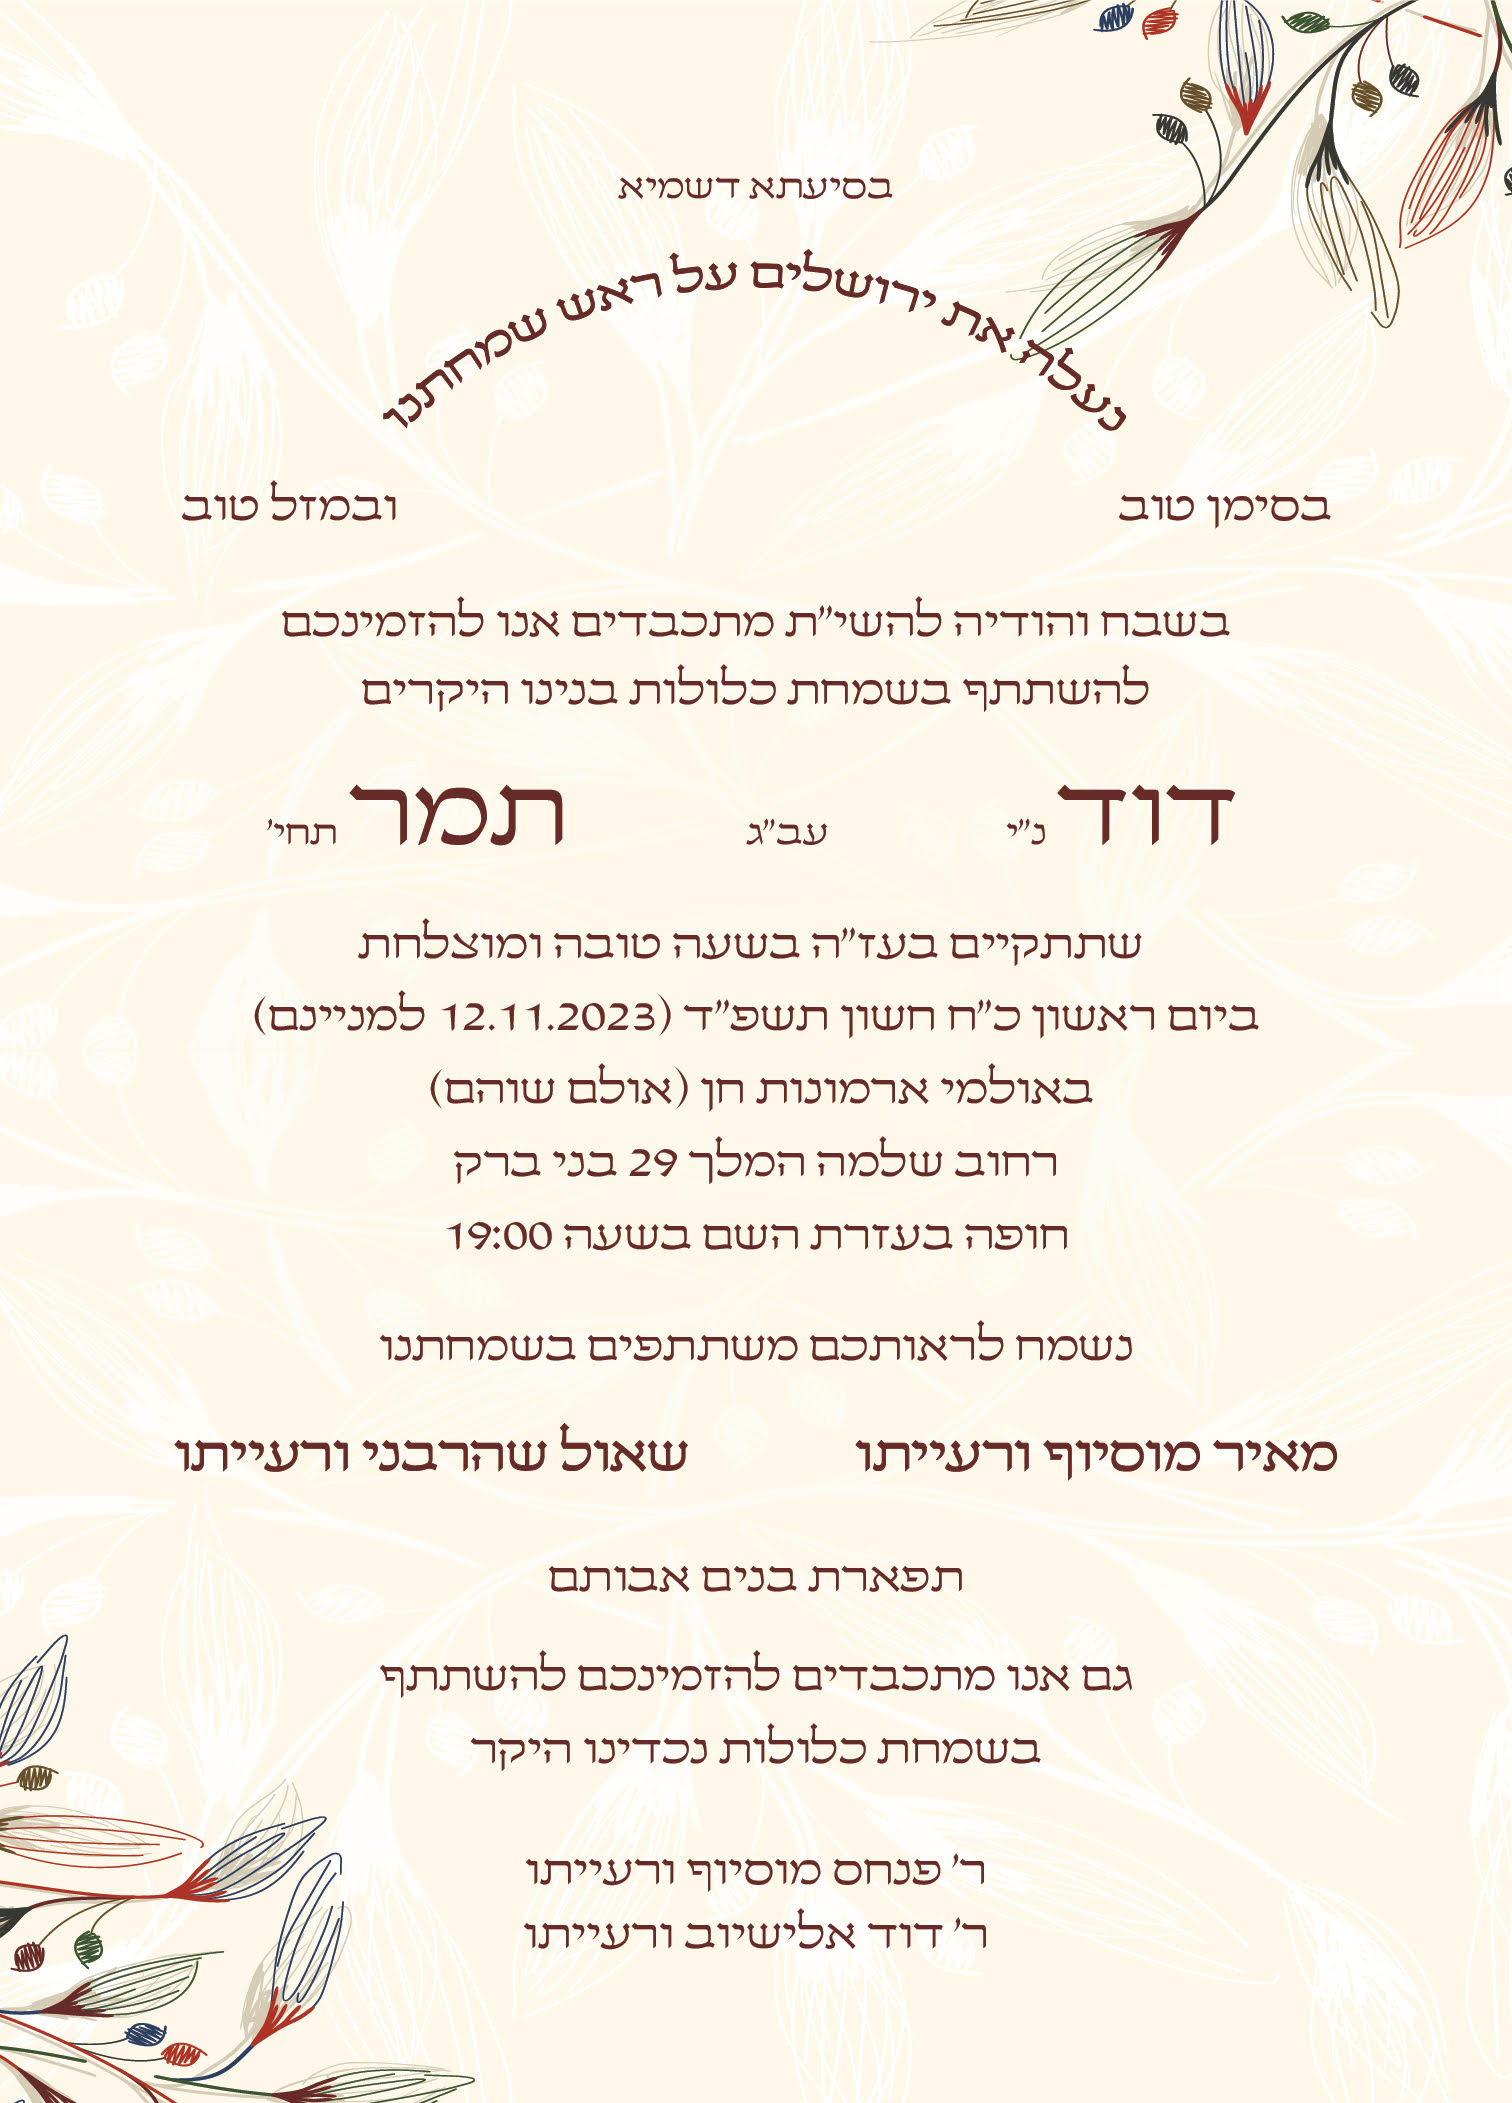 בסיעתא דשמיא
נעלה את ירושלים על ראש שמחתנו
בסימן טוב ובמזל טוב
בשבח והודיה להשי״ת מתכבדים אנו להזמינכם
להשתתף בשמחת כלולות בנינו היקרים
דוד נ״י עב״ג תמר תחי׳
שתתקיים בעז״ה בשעה טובה ומוצלחת
ביום ראשון כ״ח חשון תשפ״ד (12.11.2023 למניינם)
באולמי ארמונות חן (אולם שוהם)
רחוב שלמה המלך 29 בני ברק
חופה בעזרת השם בשעה 19:00
נשמח לראותכם משתתפים בשמחתנו
מאיר מוסיוף ורעייתו שאול שהרבני ורעייתו
תפארת בנים אבותם
גם אנו מתכבדים להזמינכם להשתתף
בשמחת כלולות נכדינו היקר
ר׳ פנחס מוסיוף ורעייתו
ר׳ דוד אלישיוב ורעייתו